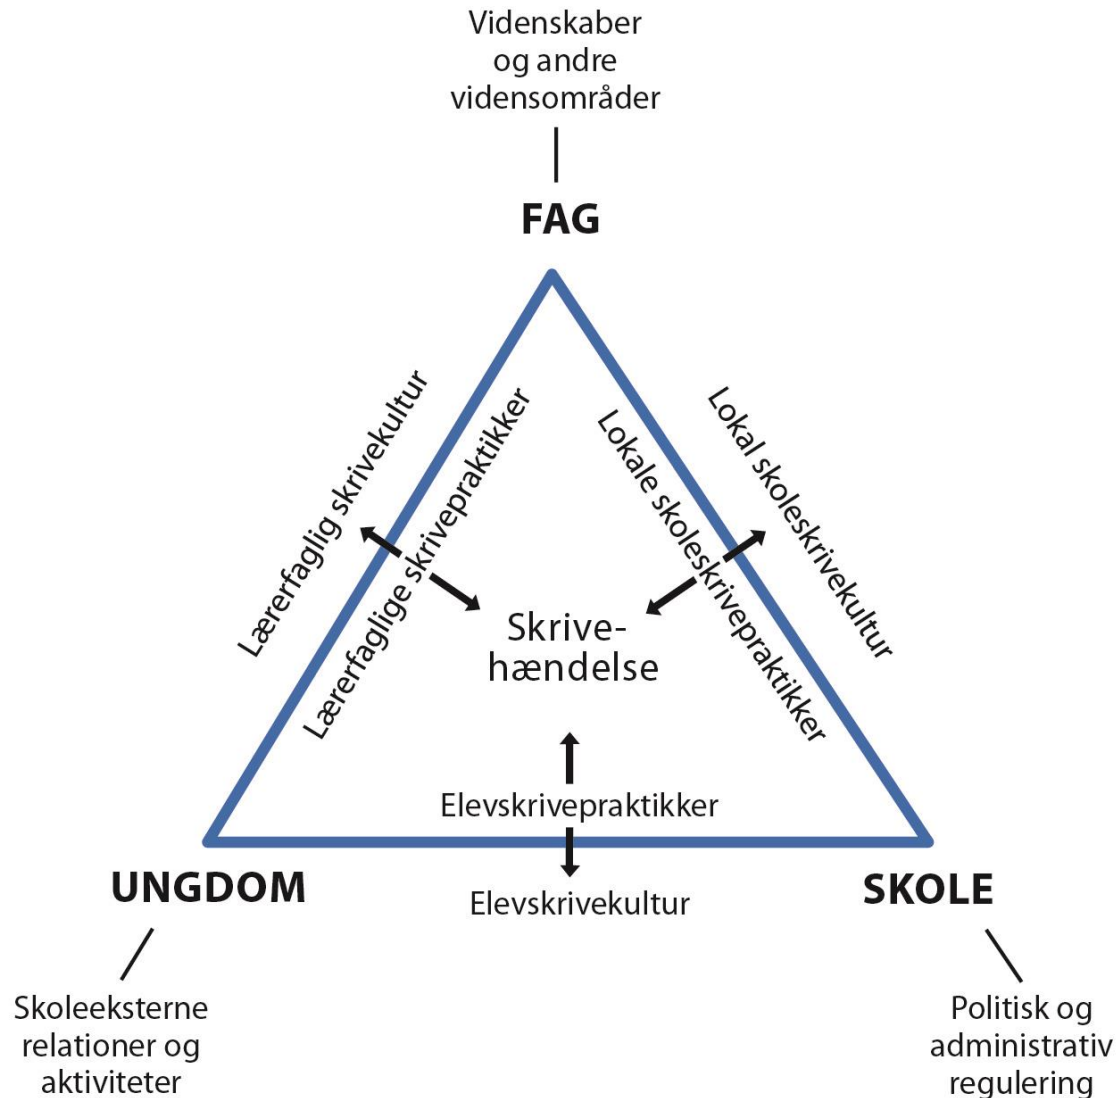 Videnskaber
og andre
vidensområder
FAG
Lærerfaglig skrivekultur
Lærerfaglige skrivepraktikker
Lokale skoleskrivepraktikker
Lokal skoleskrivekultur
Skrive-
hændelse
Elevskrivepraktikker
Elevskrivekultur
UNGDOM
SKOLE
Skoleeksterne
relationer og
aktiviteter
Politisk og
administrativ
regulering